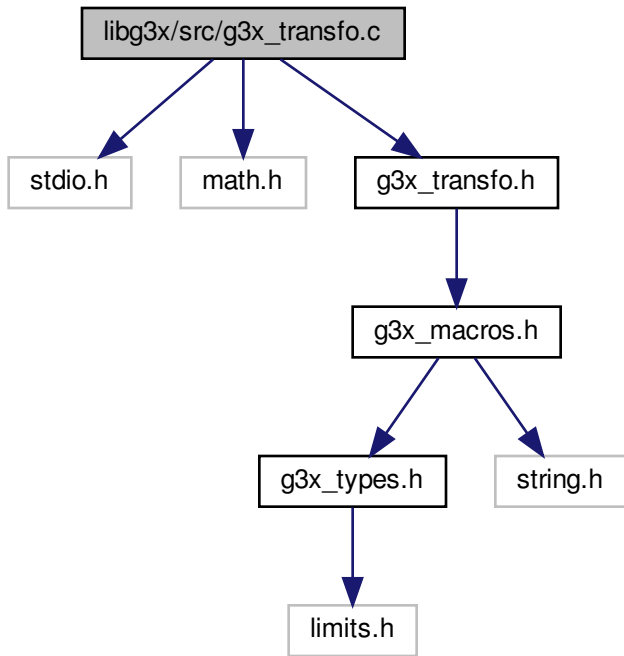 libg3x/src/g3x_transfo.c
stdio.h
math.h
g3x_transfo.h
g3x_macros.h
g3x_types.h
string.h
limits.h